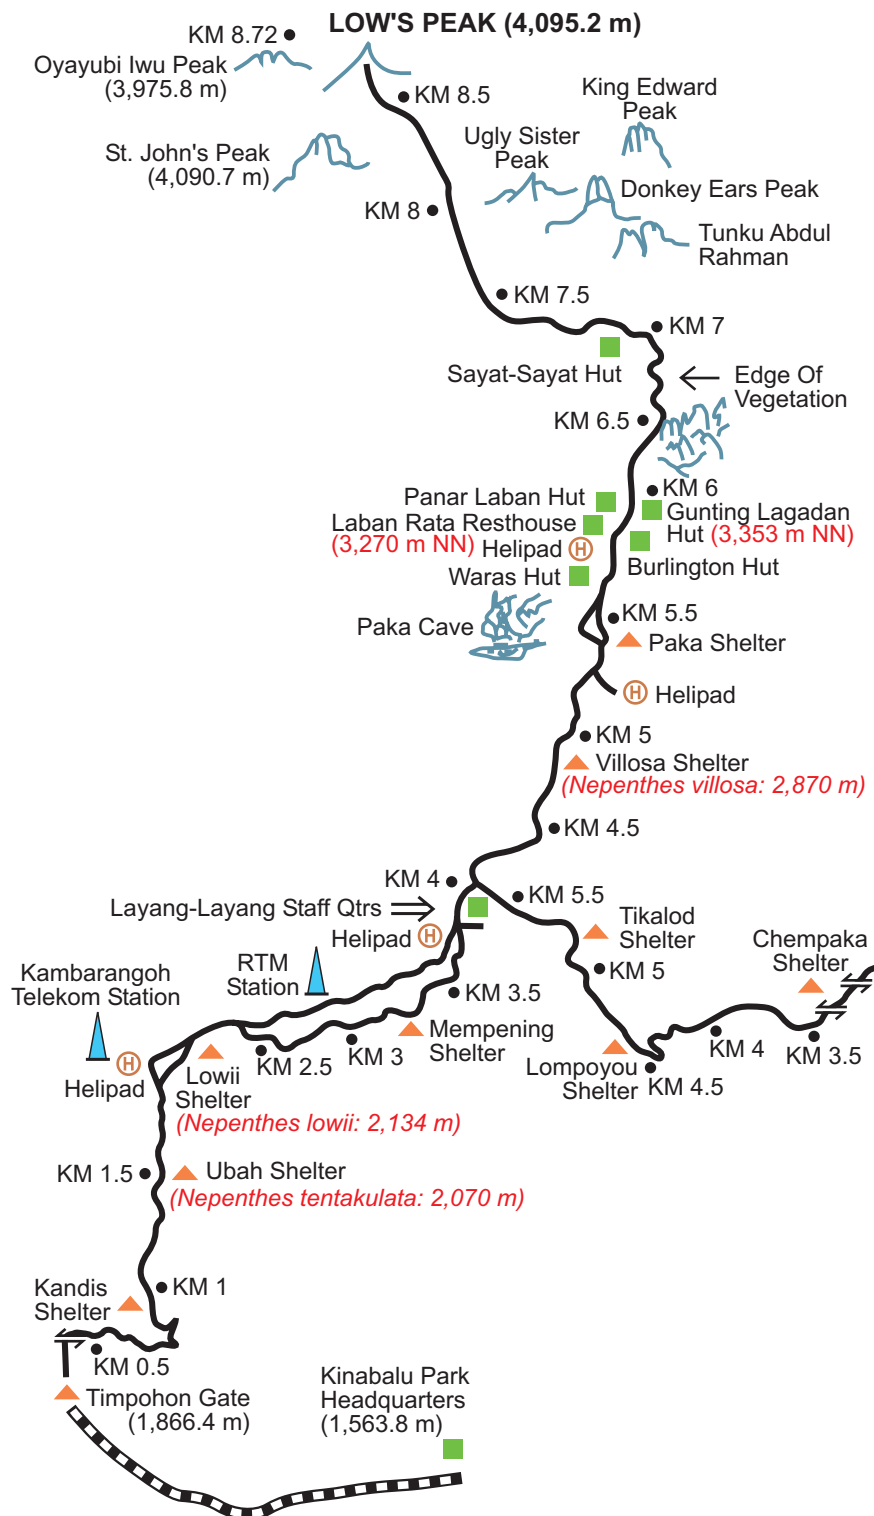 LOW'S PEAK (4,095.2 m)
KM 8.72
Oyayubi Iwu Peak
(3,975.8 m)
KM 8.5
King Edward
Peak
Ugly Sister
Peak
St. John's Peak
(4,090.7 m)
Donkey Ears Peak
KM 8
Tunku Abdul
Rahman
KM 7.5
KM 7
Sayat-Sayat Hut
Edge Of
Vegetation
KM 6.5
KM 6
Panar Laban Hut
Gunting Lagadan
Hut (3,353 m NN)
Laban Rata Resthouse
(3,270 m NN)
Helipad H
Burlington Hut
Waras Hut
KM 5.5
Paka Cave
Paka Shelter
H Helipad
KM 5
Villosa Shelter
(Nepenthes villosa: 2,870 m)
KM 4.5
KM 4
KM 5.5
Layang-Layang Staff Qtrs
Helipad H
Tikalod
Shelter
Chempaka
Shelter
RTM
Station
Kambarangoh
Telekom Station
KM 5
KM 3.5
Mempening
Shelter
KM 4
KM 3.5
KM 3
KM 2.5
Lompoyou
Shelter
KM 4.5
H
Helipad
Lowii
Shelter
(Nepenthes lowii: 2,134 m)
KM 1.5
Ubah Shelter
(Nepenthes tentakulata: 2,070 m)
KM 1
Kandis
Shelter
KM 0.5
Timpohon Gate
(1,866.4 m)
Kinabalu Park
Headquarters
(1,563.8 m)